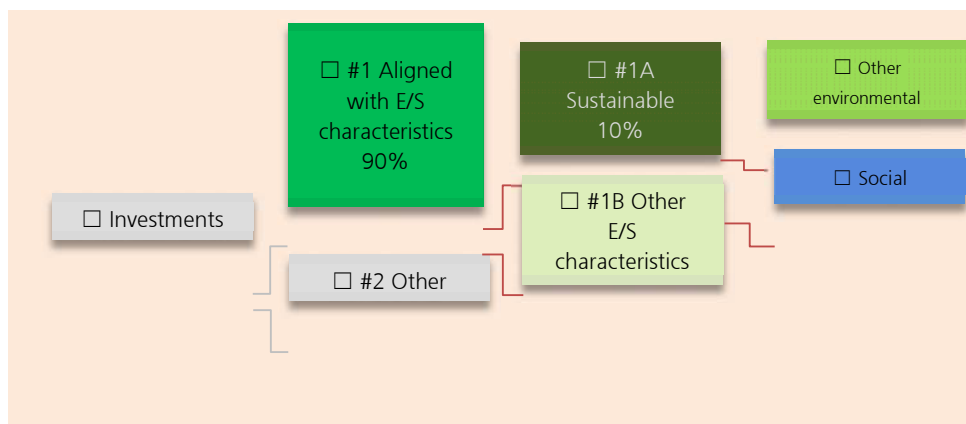 ☐ Investments
☐ #1 Aligned
with E/S
characteristics
90%
☐ #2 Other
☐ #1A
Sustainable
10%
☐ #1B Other
E/S
characteristics
☐ Other
environmental
☐ Social